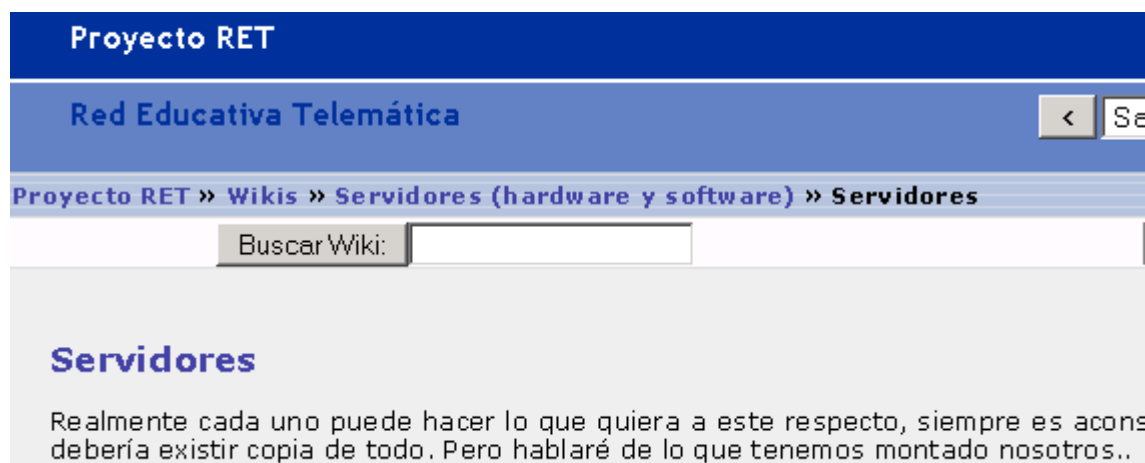 Proyecto RET
Red Educativa Telemática
<
Proyecto RET » Wikis » Servidores (hardware y software) » Servidores
Buscar Wiki:
Servidores
Realmente cada uno puede hacer lo que quiera a este respecto, siempre es
debería existir copia de todo. Pero hablaré de lo que tenemos montado nosotros..